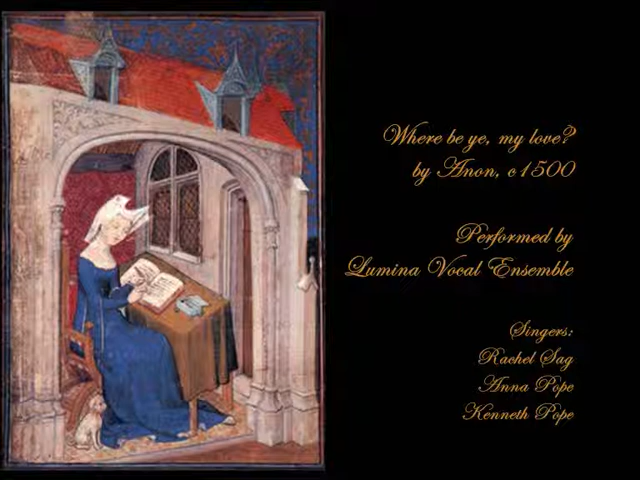 Where be ye, my love?
by Anon, c1500
Performed by
Lumina Vocal Ensemble
Singers:
Rachel Sag
Anna Pope
Kenneth Pope